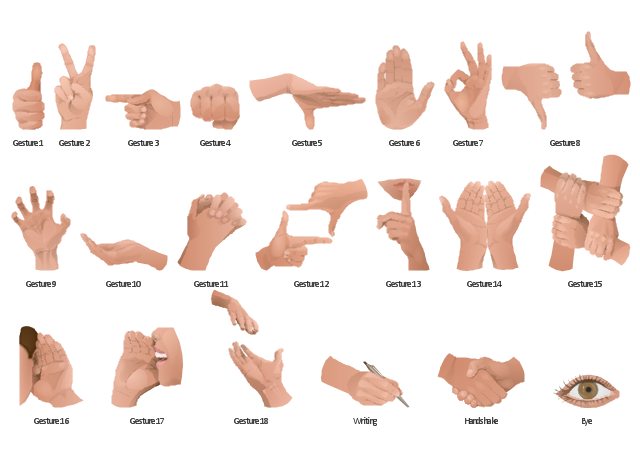 Gesture 1
Gesture 2
Gesture 3
Gesture 4
Gesture 5
Gesture 6
Gesture 7
Gesture 8
Gesture 9
Gesture 10
Gesture 11
Gesture 12
Gesture 13
Gesture 14
Gesture 15
Gesture 16
Gesture 17
Gesture 18
Writing
Handshake
Eye